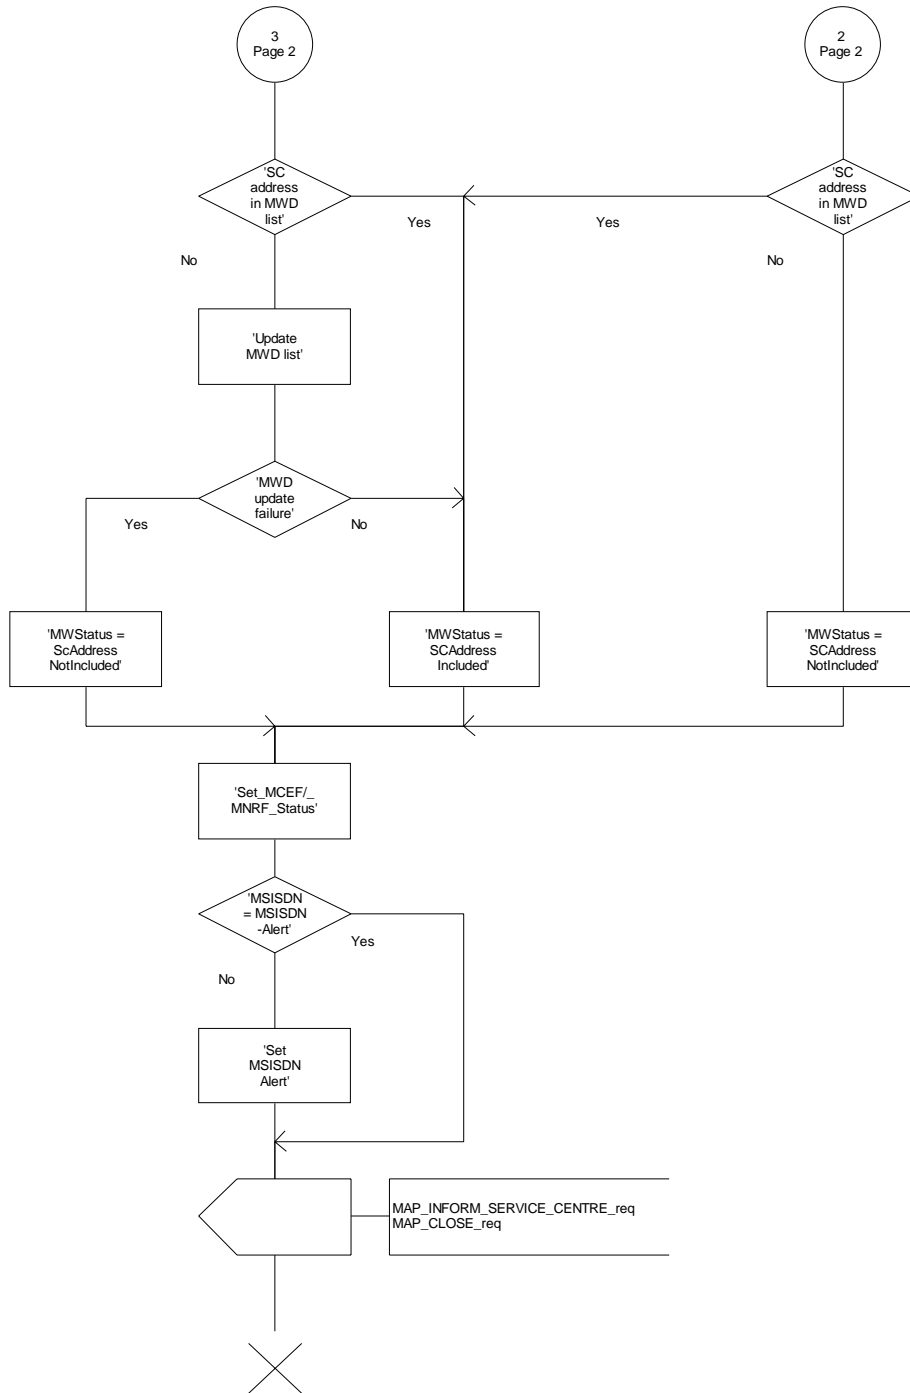 3
Page 2
2
Page 2
'SC
address
in MWD
list'
'SC
address
in MWD
list'
Yes
Yes
No
No
'Update
MWD list'
'MWD
update
failure'
Yes
No
'MWStatus =
ScAddress
NotIncluded'
'MWStatus =
SCAddress
Included'
'MWStatus =
SCAddress
NotIncluded'
'Set_MCEF/_
MNRF_Status'
'MSISDN
= MSISDN
-Alert'
Yes
No
'Set
MSISDN
Alert'
MAP_INFORM_SERVICE_CENTRE_req
MAP_CLOSE_req